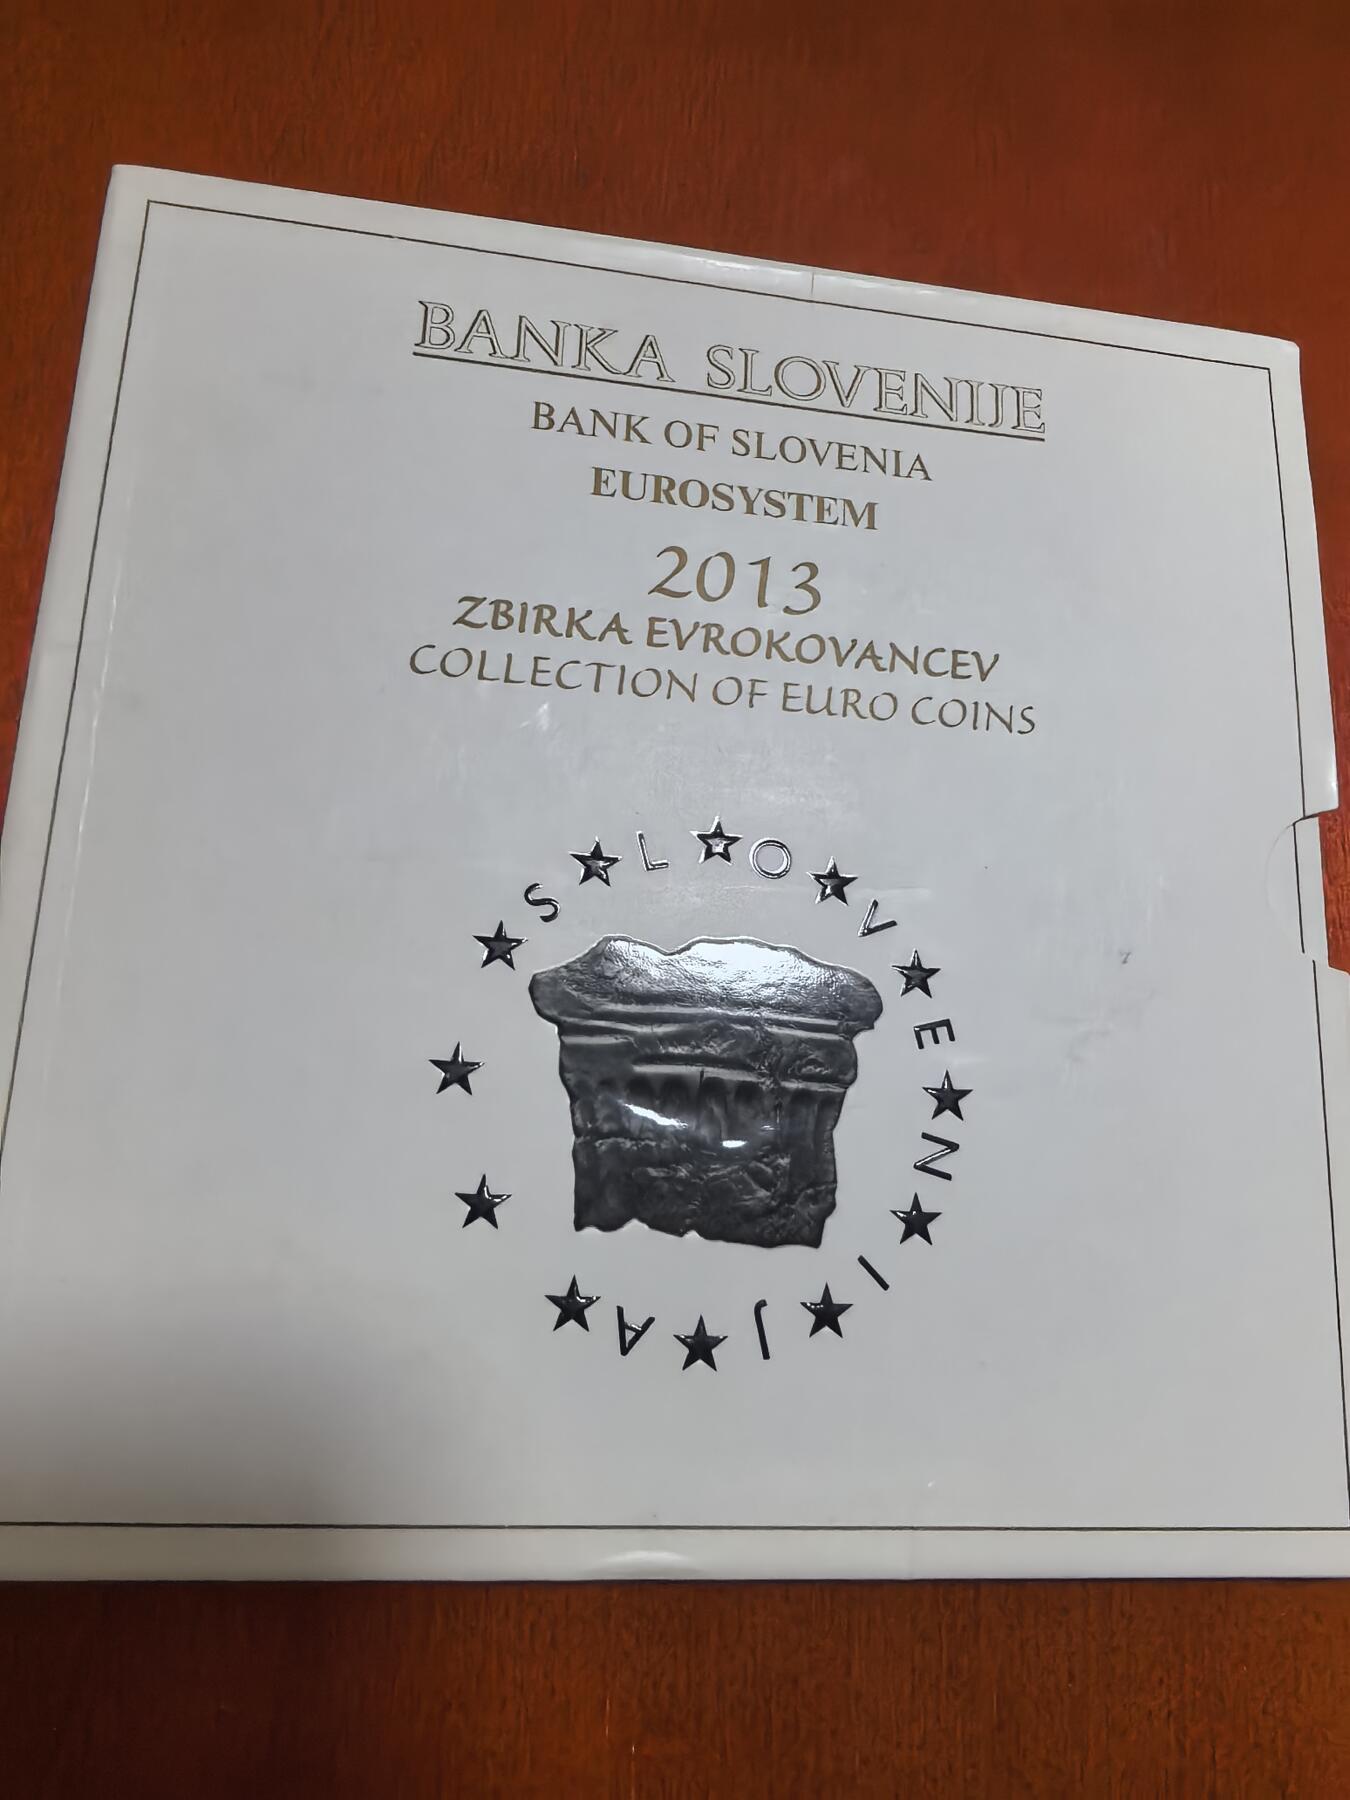 BANKA SLOVENIJE
BANK OF SLOVENIA
EUROSYSTEM
2013
ZBIRKA EVROKOVANCEV
COLLECTION OF EURO COINS
SLOVENIJA